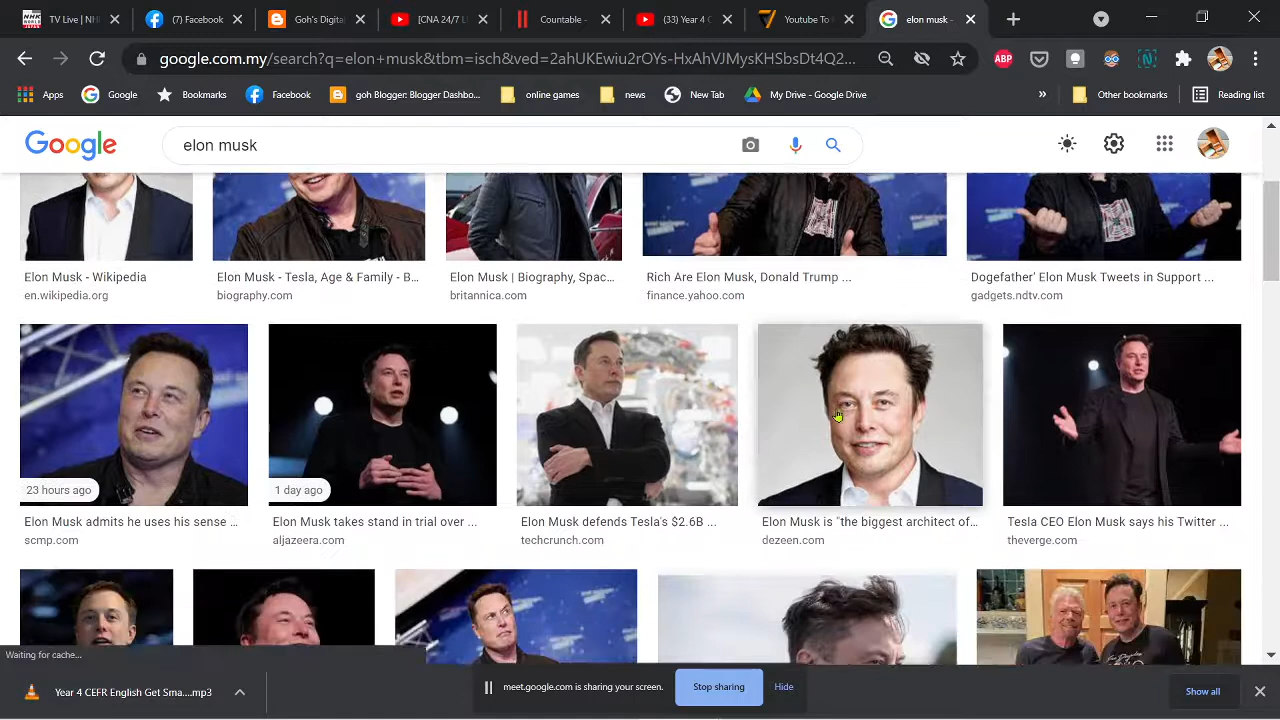 TV Live | NH
(7) Facebook
Goh's Digital
[CNA 24/7 LI
countable -
(33) Year 4 C
Youtube To
elon musk -
google.com.my/search?q=elon+musk&tbm=isch&ved=2ahUKEwiu2rOYs-HxAhVJMysKHSbsDt4Q2...
ABP
Apps
Google
Bookmarks
Facebook
goh Blogger: Blogger Dashbo...
online games
news
New Tab
My Drive - Google Drive
»
Other bookmarks
Reading list
Google
elon musk
Elon Musk - Wikipedia
en.wikipedia.org
Elon Musk - Tesla, Age & Family - B...
biography.com
Elon Musk | Biography, Spac...
britannica.com
Rich Are Elon Musk, Donald Trump ...
finance.yahoo.com
Dogefather' Elon Musk Tweets in Support ...
gadgets.ndtv.com
23 hours ago
Elon Musk admits he uses his sense ...
scmp.com
1 day ago
Elon Musk takes stand in trial over ...
aljazeera.com
Elon Musk defends Tesla's $2.6B ...
techcrunch.com
Elon Musk is "the biggest architect of...
dezeen.com
Tesla CEO Elon Musk says his Twitter ...
theverge.com
Waiting for cache...
Year 4 CEFR English Get Sma....mp3
meet.google.com is sharing your screen.
Stop sharing
Hide
Show all